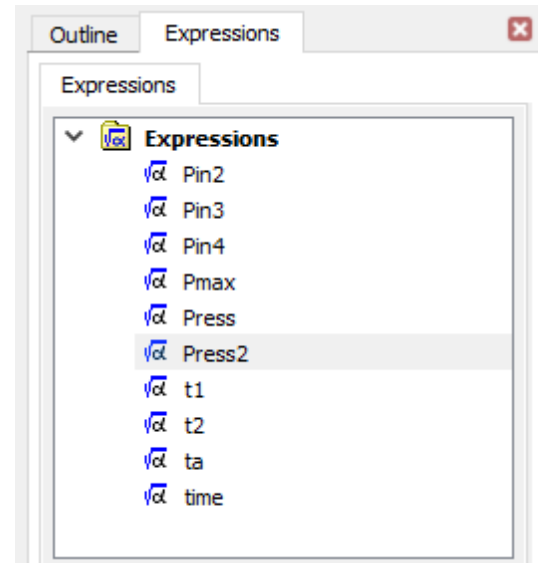 Outline Expressions
Expressions
Expressions
Pin2
Pin3
Pin4
Pmax
Press
Press2
t1
t2
ta
time